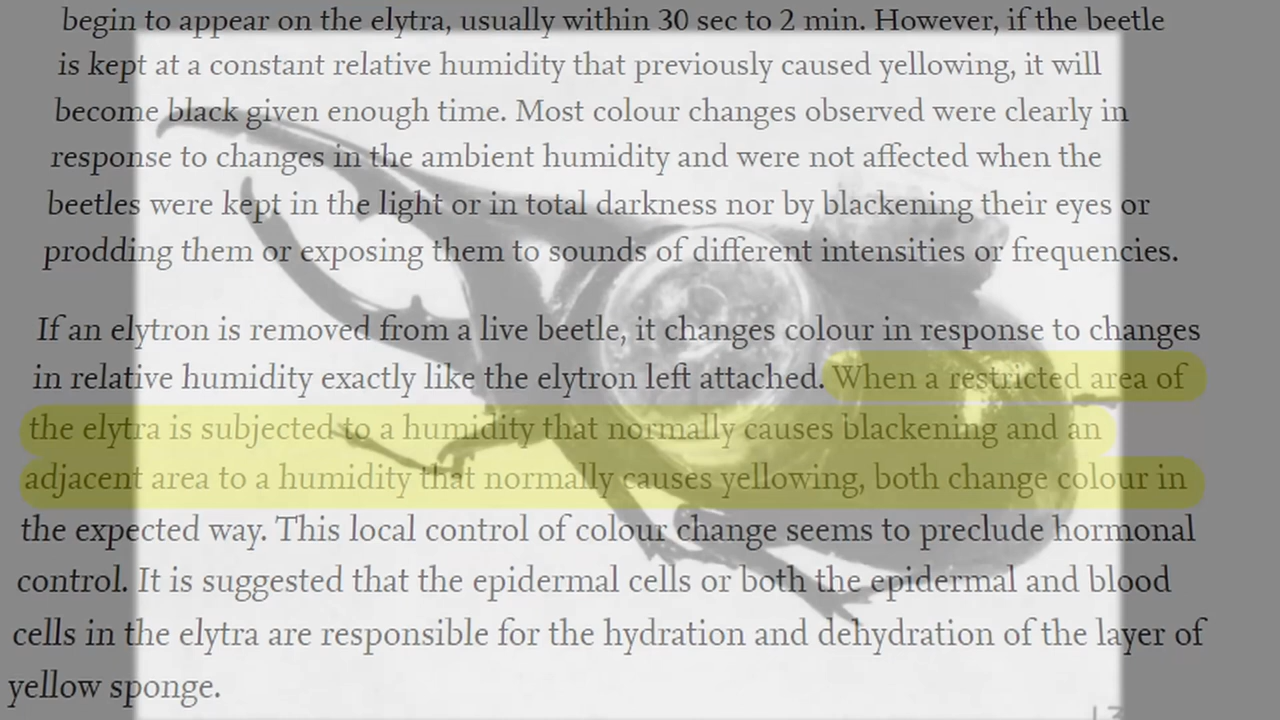 begin to appear on the elytra, usually within 30 sec to 2 min. However, if the beetle
is kept at a constant relative humidity that previously caused yellowing, it will
become black given enough time. Most colour changes observed were clearly in
response to changes in the ambient humidity and were not affected when the
beetles were kept in the light or in total darkness nor by blackening their eyes or
prodding them or exposing them to sounds of different intensities or frequencies.
If an elytron is removed from a live beetle, it changes colour in response to changes
in relative humidity exactly like the elytron left attached. When a restricted area of
the elytra is subjected to a humidity that normally causes blackening and an
adjacent area to a humidity that normally causes yellowing, both change colour in
the expected way. This local control of colour change seems to preclude hormonal
control. It is suggested that the epidermal cells or both the epidermal and blood
cells in the elytra are responsible for the hydration and dehydration of the layer of
yellow sponge.